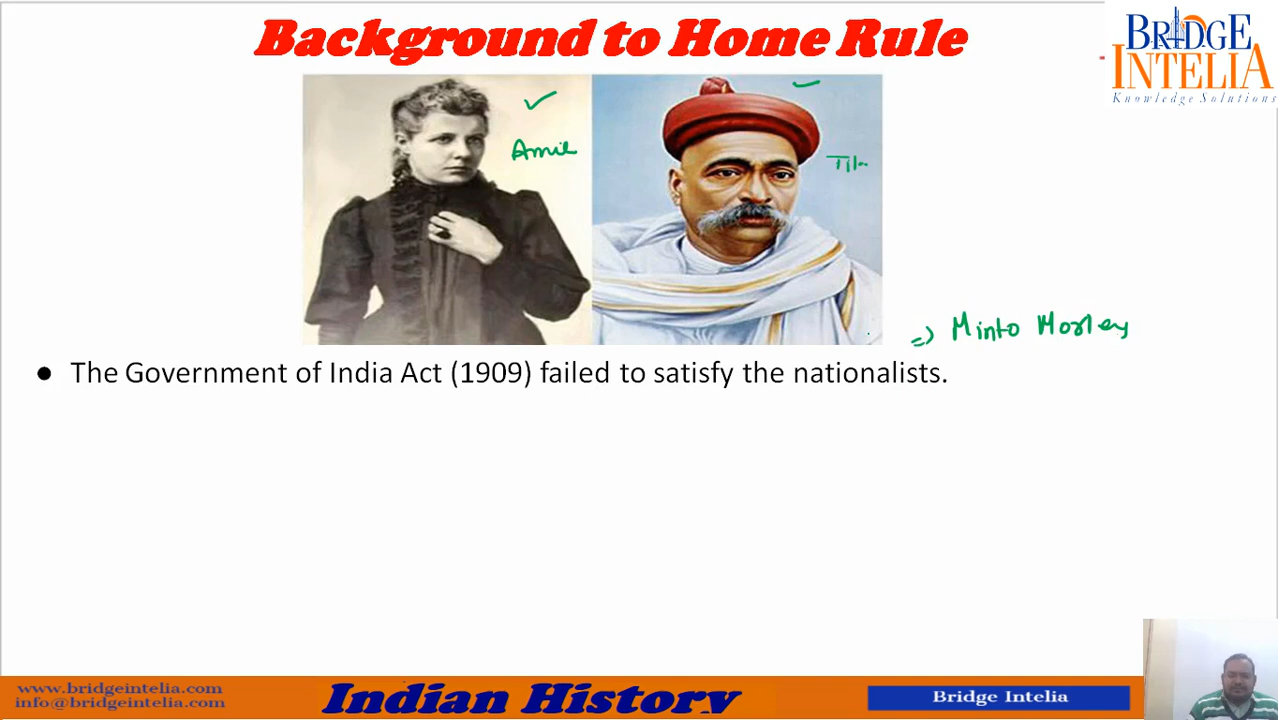 Background to Home Rule
BRIDGE
INTELIA
Knowledge Solutions
Annie
Til
=> Minto Morley
● The Government of India Act (1909) failed to satisfy the nationalists.
www.bridgeintelia.com
info@bridgeintelia.com
Indian History
Bridge Intelia